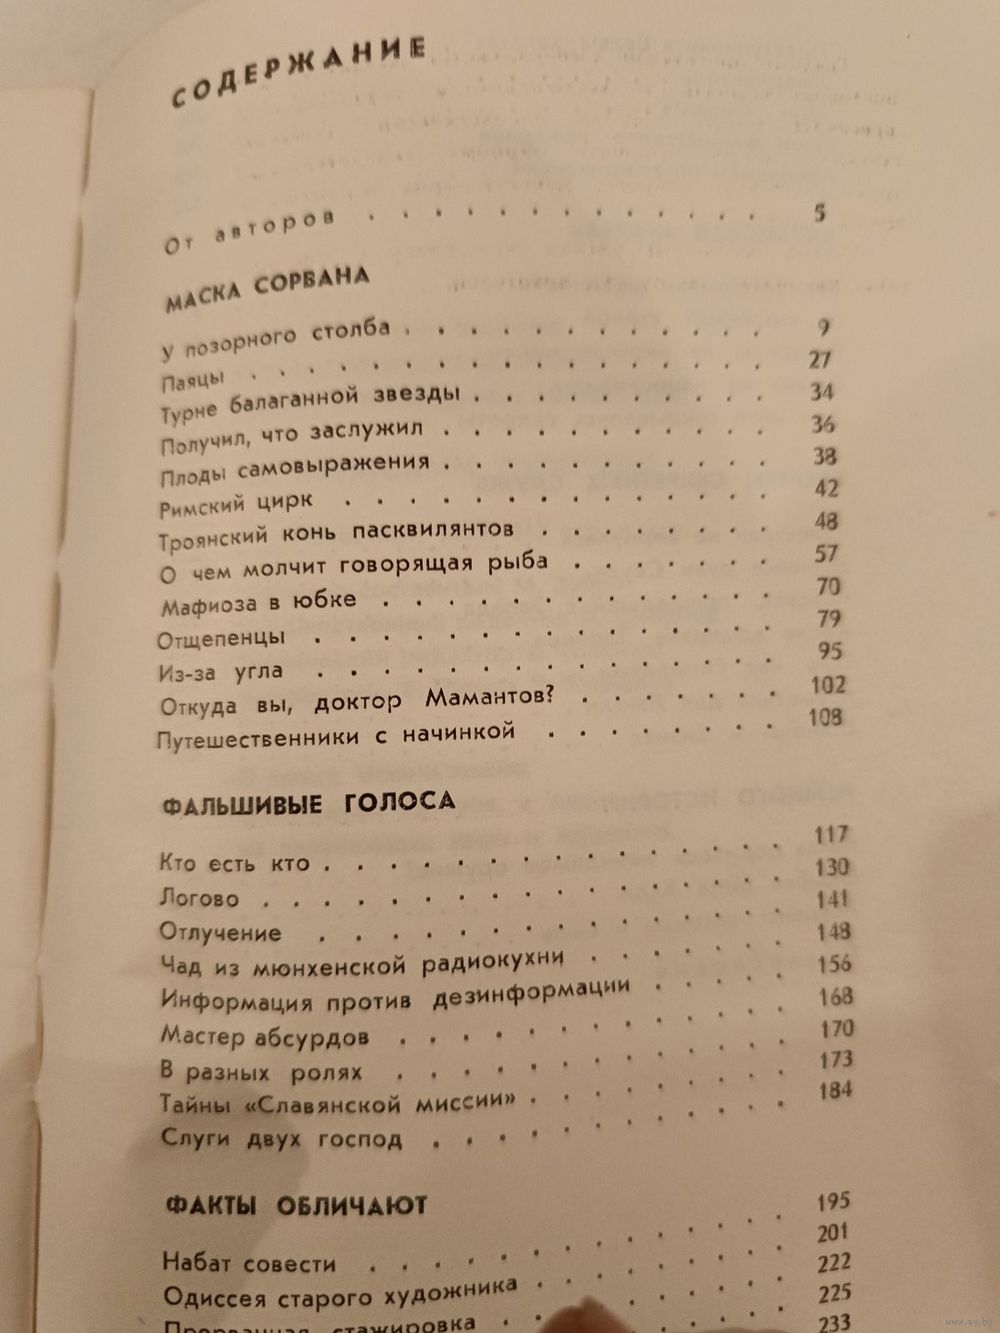 СОДЕРЖАНИЕ
От авторов . . . . . . . . . . . . . 5
МАСКА СОРВАНА
У позорного столба . . . . . . . . . . . 9
Паяцы . . . . . . . . . . . . . . . . 27
Турне балаганной звезды . . . . . . . . . 34
Получил, что заслужил . . . . . . . . . . 36
Плоды самовыражения . . . . . . . . . . 38
Римский цирк . . . . . . . . . . . . . 42
Троянский конь пасквилянтов . . . . . . . . 48
О чем молчит говорящая рыба . . . . . . . 57
Мафиоза в юбке . . . . . . . . . . . . 70
Отщепенцы . . . . . . . . . . . . . . 79
Из-за угла . . . . . . . . . . . . . . 95
Откуда вы, доктор Мамантов? . . . . . . . 102
Путешественники с начинкой . . . . . . . . 108
ФАЛЬШИВЫЕ ГОЛОСА
Кто есть кто . . . . . . . . . . . . . . 117
Логово . . . . . . . . . . . . . . . . 130
Отлучение . . . . . . . . . . . . . . 141
Чад из мюнхенской радиокухни . . . . . . 148
Информация против дезинформации . . . . . 156
Мастер абсурдов . . . . . . . . . . . . 168
В разных ролях . . . . . . . . . . . . 170
Тайны «Славянской миссии» . . . . . . . . 173
Слуги двух господ . . . . . . . . . . . 184
ФАКТЫ ОБЛИЧАЮТ
Набат совести . . . . . . . . . . . . . 195
Одиссея старого художника . . . . . . . . 201
Прерванная стажировка . . . . . . . . . 222
225
233
www.ay.by